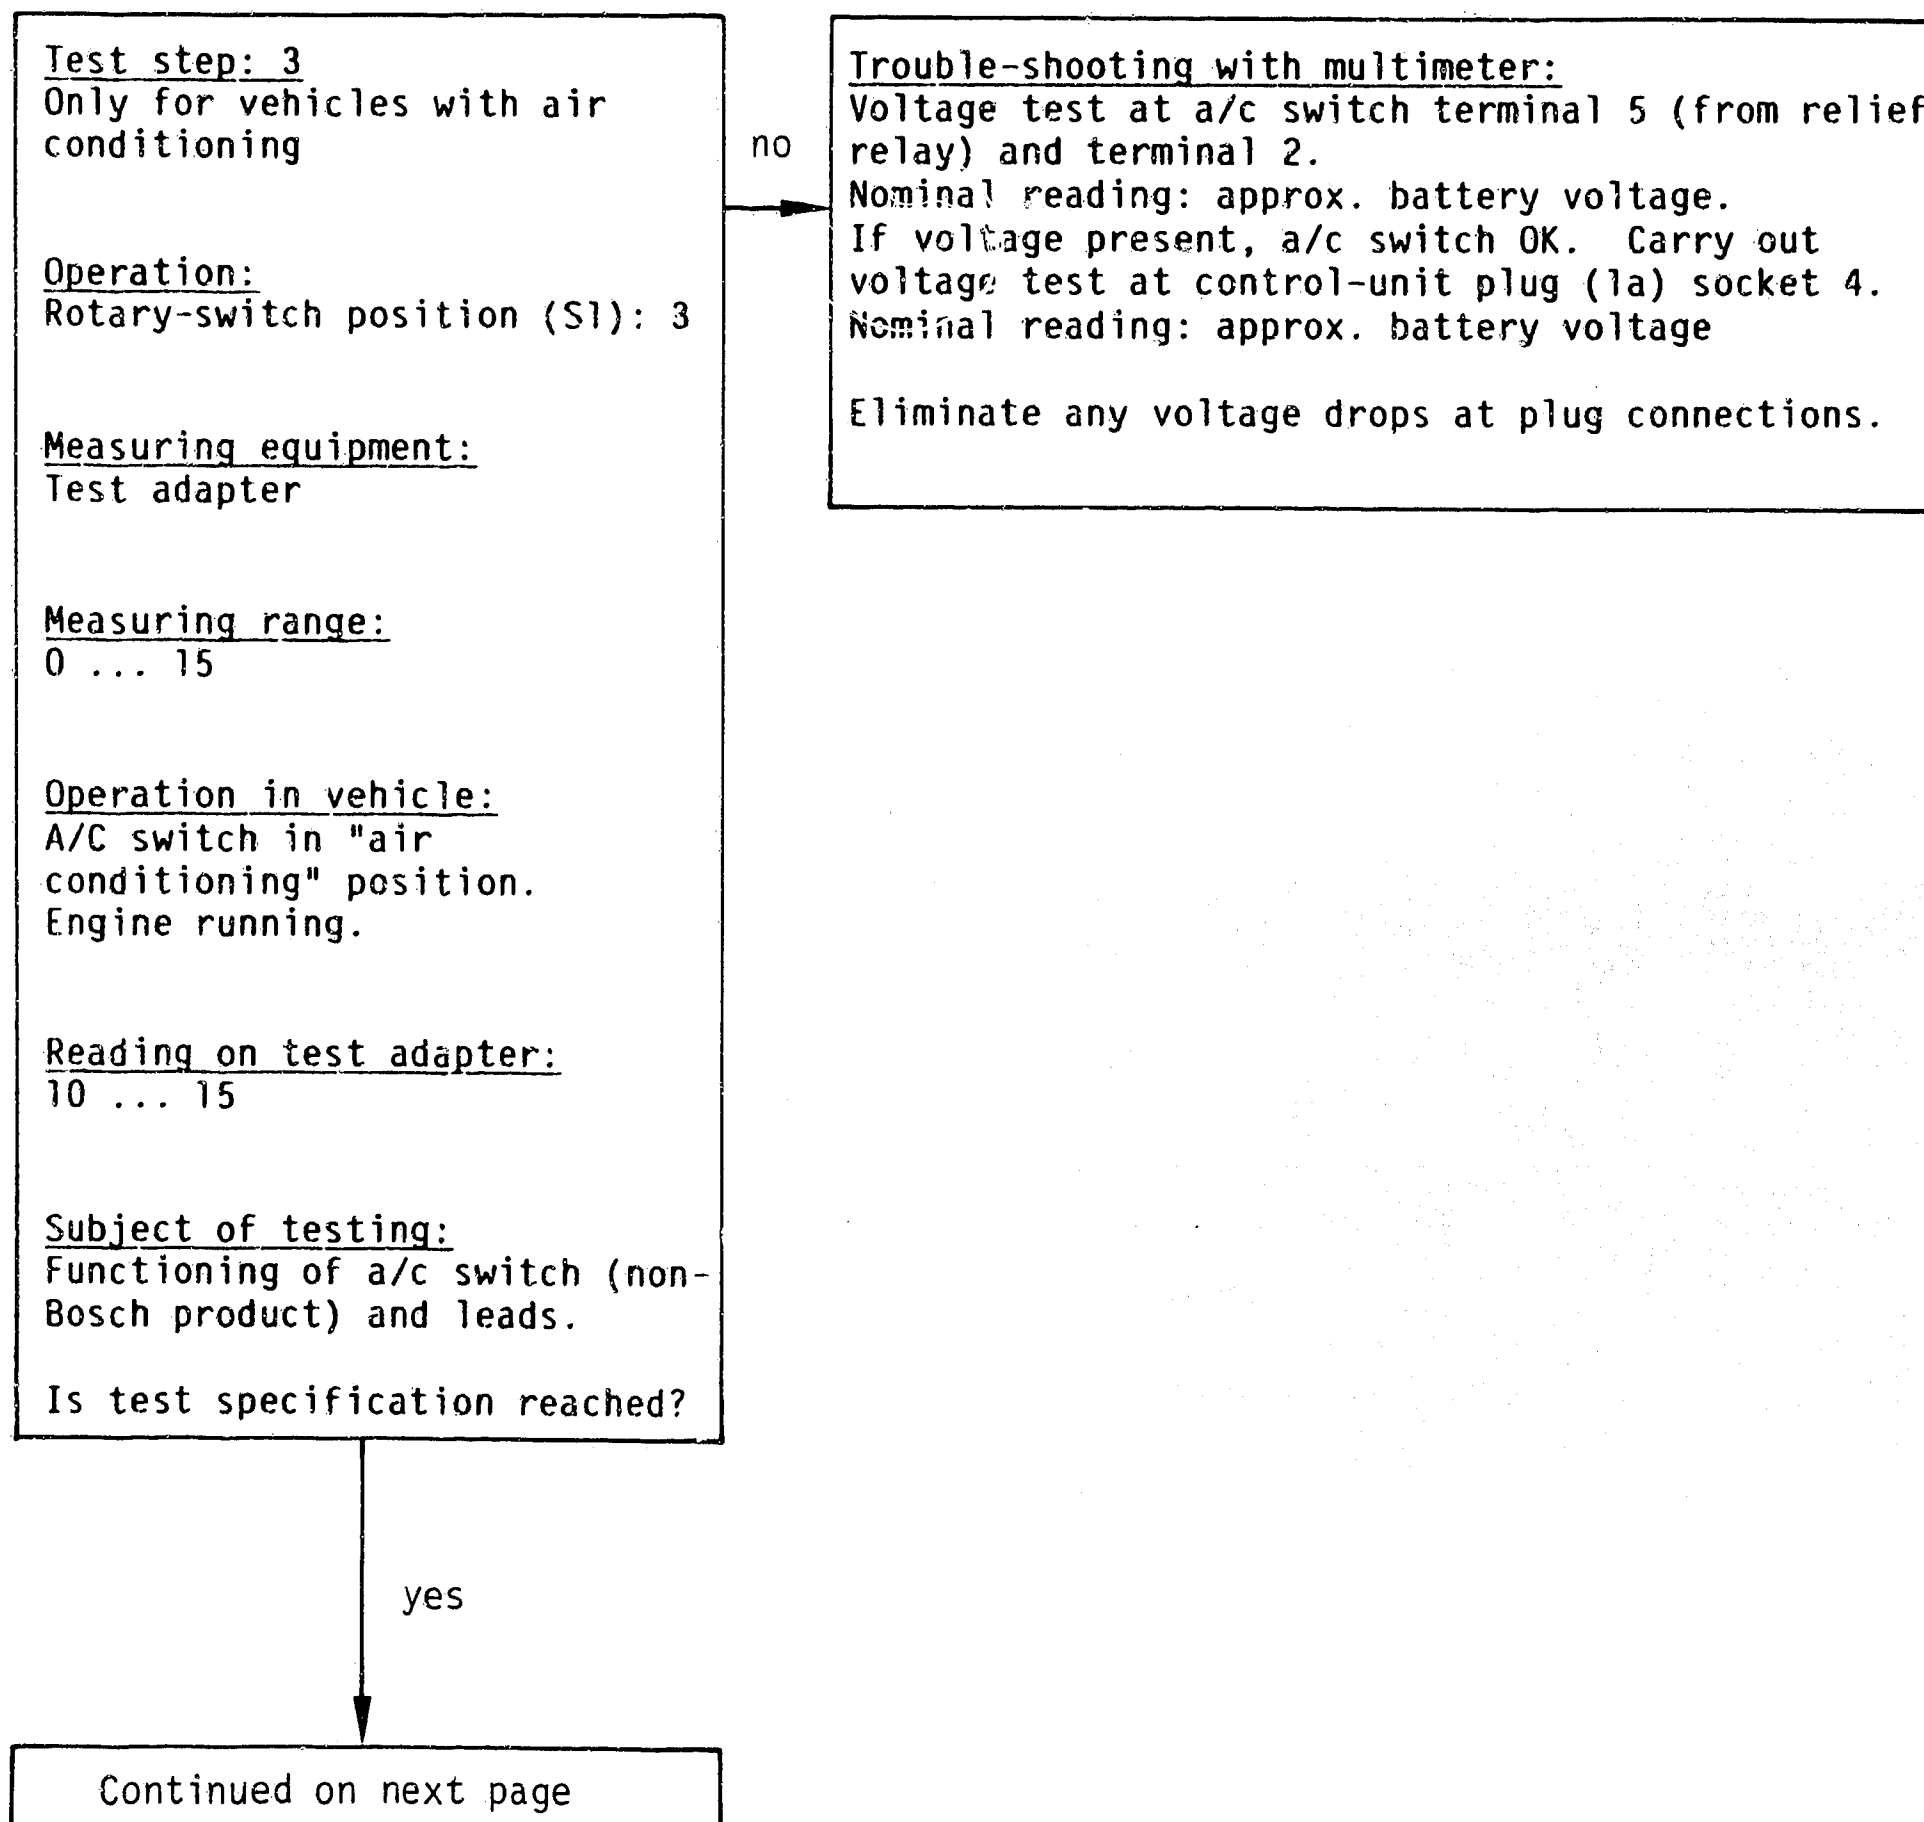 Test step: 3
Only for vehicles with air
conditioning
Operation:
Rotary-switch position (S1): 3
Measuring equipment:
Test adapter
Measuring range:
0 ... 15
Operation in vehicle:
A/C switch in "air
conditioning" position.
Engine running.
Reading on test adapter:
10 ... 15
Subject of testing:
Functioning of a/c switch (non-
Bosch product) and leads.
Is test specification reached?
no
Trouble-shooting with multimeter:
Voltage test at a/c switch terminal 5 (from relief
relay) and terminal 2.
Nominal reading: approx. battery voltage.
If voltage present, a/c switch OK.  Carry out
voltage test at control-unit plug (1a) socket 4.
Nominal reading: approx. battery voltage
Eliminate any voltage drops at plug connections.
yes
Continued on next page